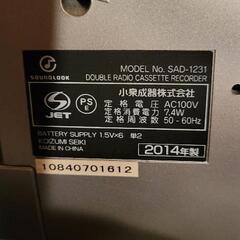 SOUNDLOOK
MODEL No. SAD-1231
DOUBLE RADIO CASSETTE RECORDER
S JET
PS E
小泉成器株式会社
定格電圧 AC100V
定格消費電力 7.4W
定格周波数 50-60Hz
BATTERY SUPPLY 1.5V×6 単2
KOIZUMI SEIKI
MADE IN CHINA
2014年製
10840701612